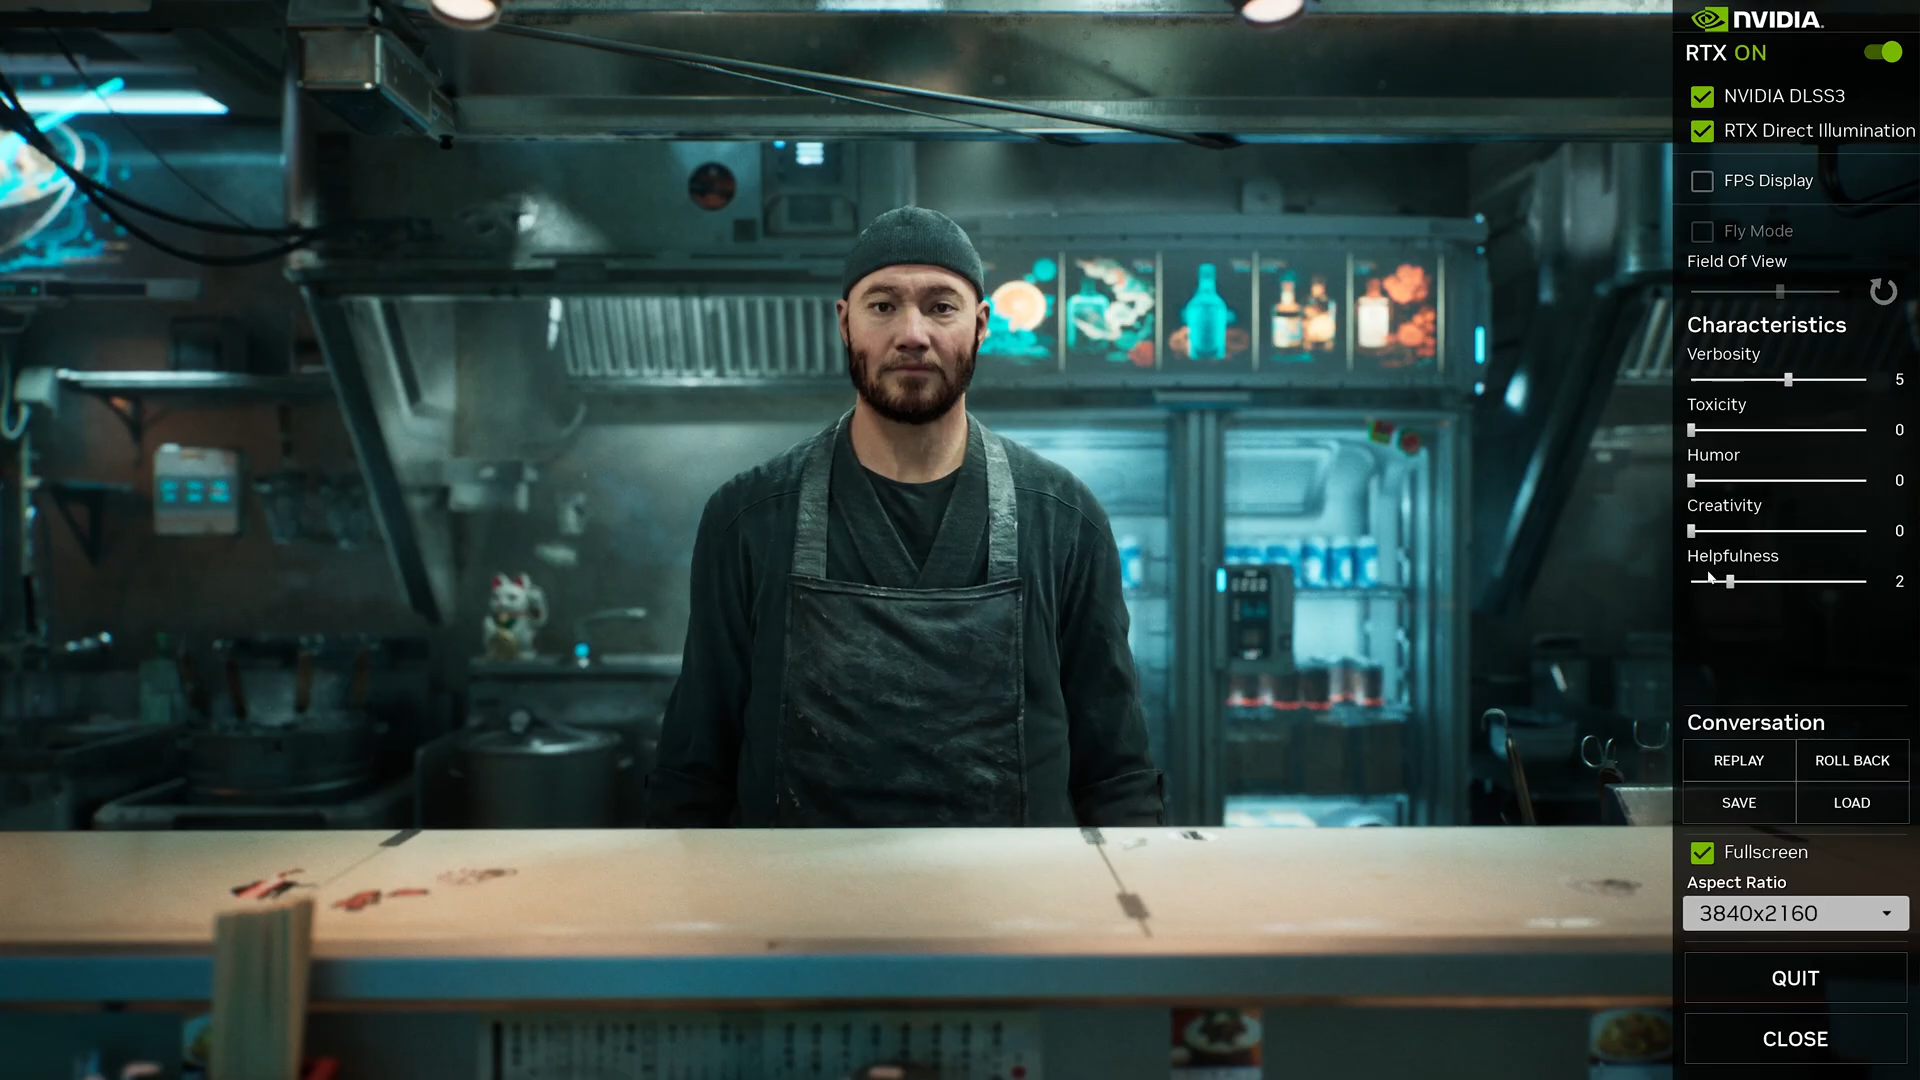 NVIDIA.
RTX ON
NVIDIA DLSS3
RTX Direct Illumination
FPS Display
Fly Mode
Field Of View
Characteristics
Verbosity
5
Toxicity
0
Humor
0
Creativity
0
Helpfulness
2
Conversation
REPLAY
ROLL BACK
SAVE
LOAD
Fullscreen
Aspect Ratio
3840x2160
QUIT
CLOSE